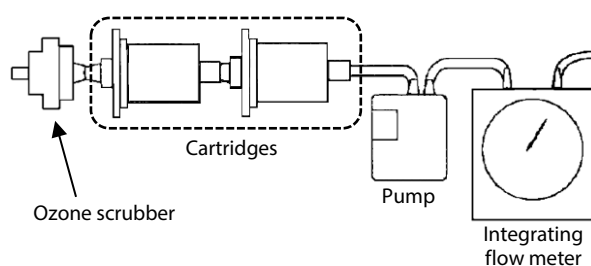 Cartridges
Ozone scrubber
Pump
Integrating
flow meter